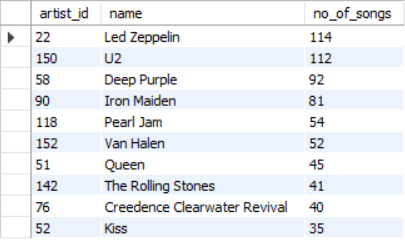 artist_id name no_of_songs
22 Led Zeppelin 114
150 U2 112
58 Deep Purple 92
90 Iron Maiden 81
118 Pearl Jam 54
152 Van Halen 52
51 Queen 45
142 The Rolling Stones 41
76 Creedence Clearwater Revival 40
52 Kiss 35